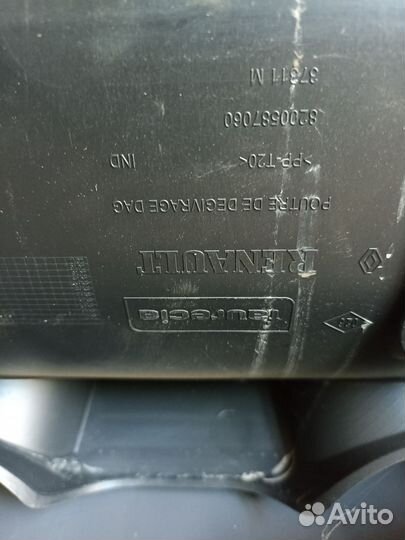 faurecia
RENAULT
POUTRE DE DEGIVRAGE DAG
>PP-T20< IND
8200587060
M
Avito